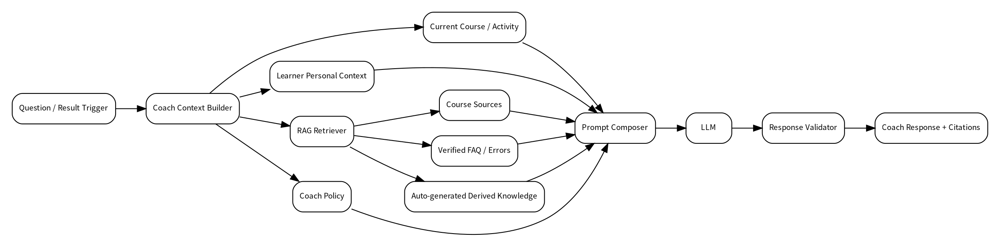 Question / Result Trigger
Coach Context Builder
Current Course / Activity
Learner Personal Context
RAG Retriever
Coach Policy
Course Sources
Verified FAQ / Errors
Auto-generated Derived Knowledge
Prompt Composer
LLM
Response Validator
Coach Response + Citations